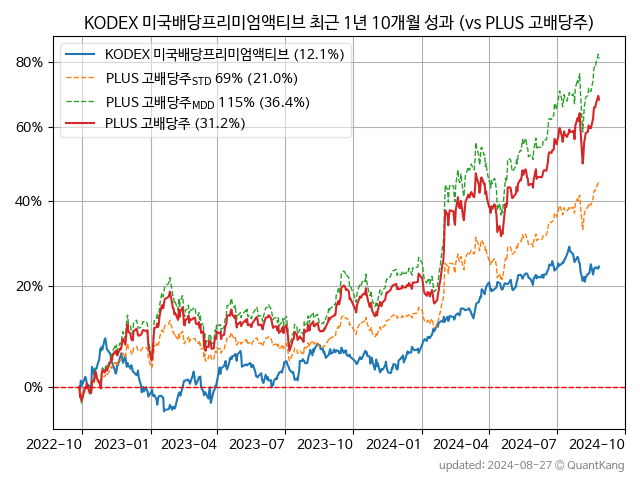 KODEX 미국배당프리미엄액티브 최근 1년 10개월 성과 (vs PLUS 고배당주)
KODEX 미국배당프리미엄액티브 (12.1%)
PLUS 고배당주STD 69% (21.0%)
PLUS 고배당주MDD 115% (36.4%)
PLUS 고배당주 (31.2%)
80%
60%
40%
20%
0%
2022-10 2023-01 2023-04 2023-07 2023-10 2024-01 2024-04 2024-07 2024-10
updated: 2024-08-27 © QuantKang